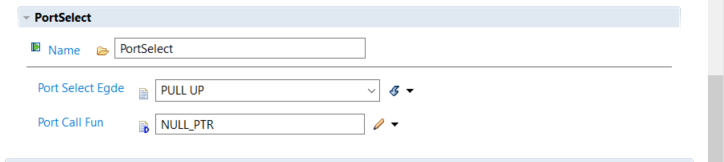 PortSelect
Name PortSelect
Port Select Egde PULL UP
Port Call Fun NULL_PTR